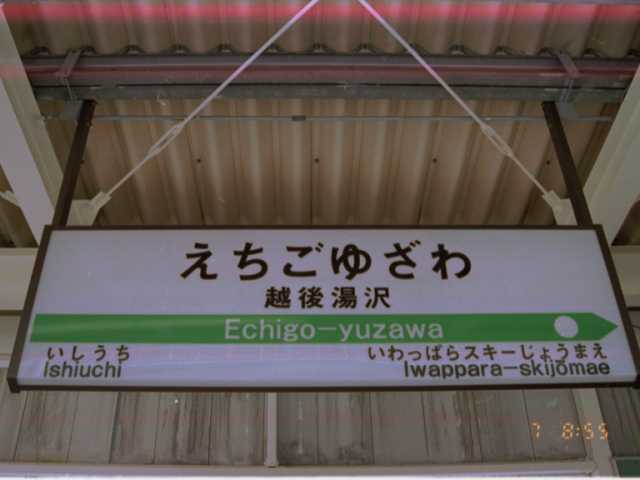 えちごゆざわ
越後湯沢
Echigo-yuzawa
いしうち
Ishiuchi
いわっぱらスキーじょうまえ
Iwappara-skijōmae
7 8:55